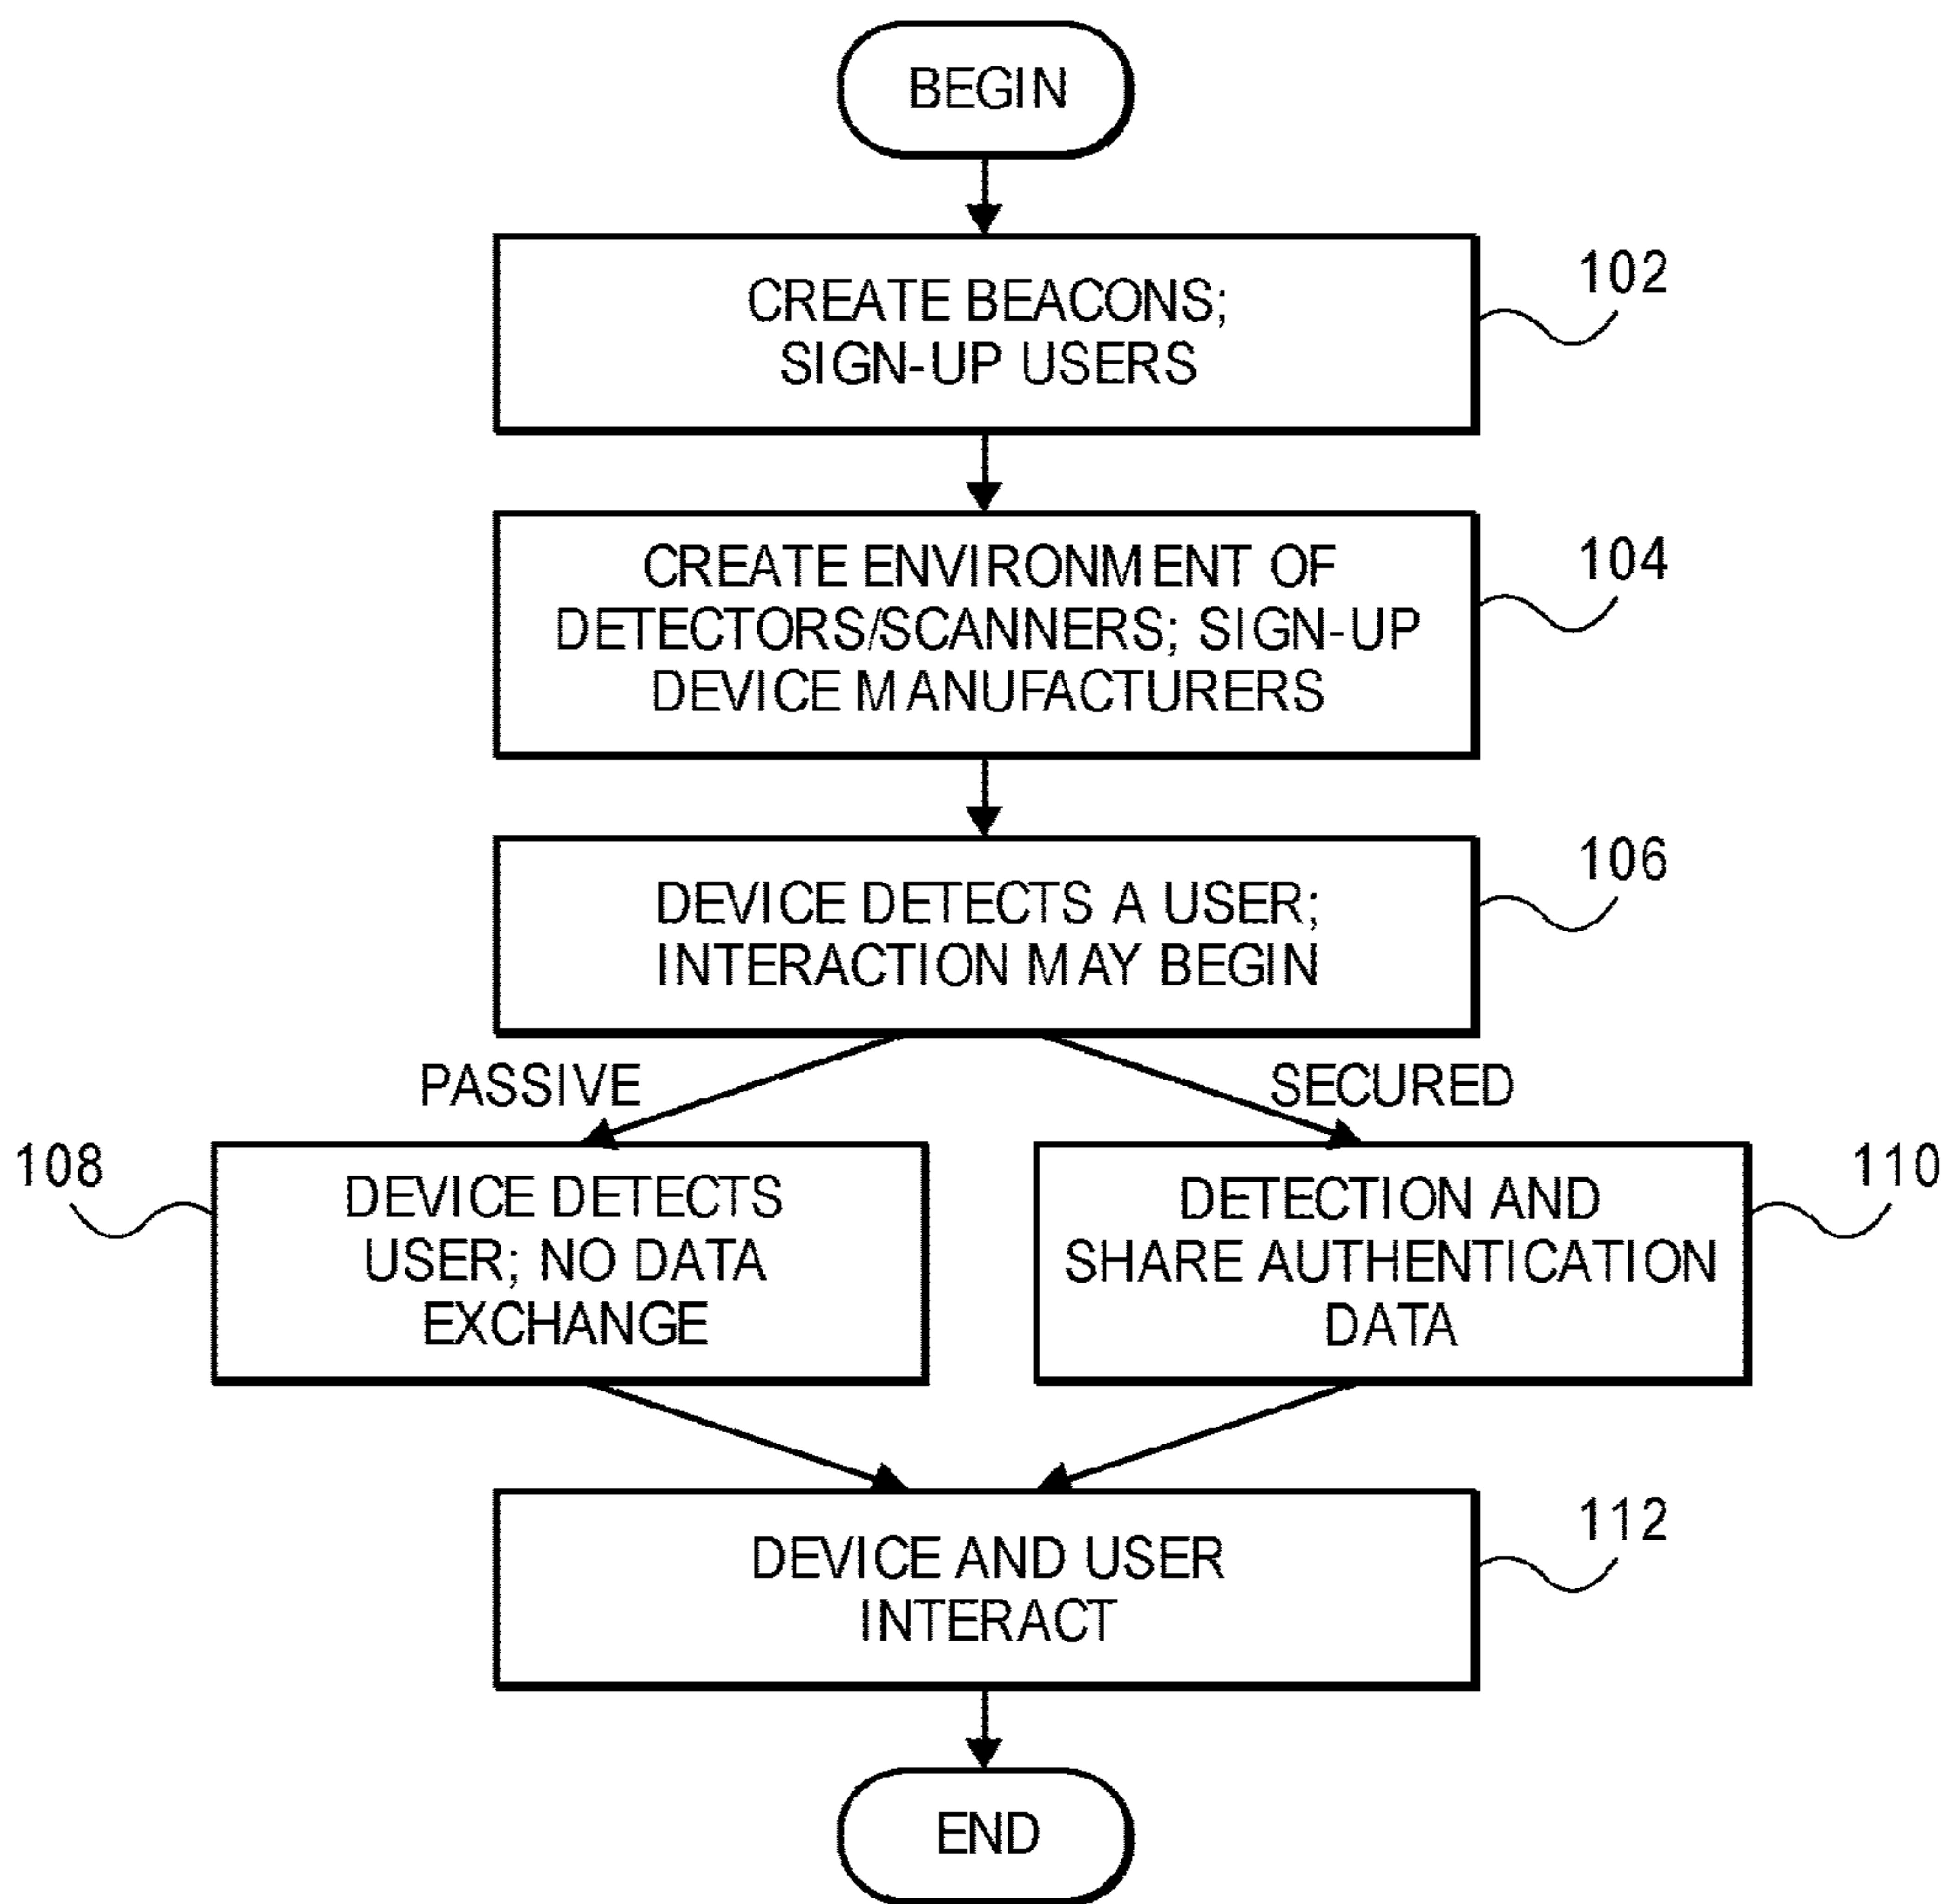 BEGIN
CREATE BEACONS;
SIGN-UP USERS
102
CREATE ENVIRONMENT OF
DETECTORS/SCANNERS; SIGN-UP
DEVICE MANUFACTURERS
104
DEVICE DETECTS A USER;
INTERACTION MAY BEGIN
106
PASSIVE
SECURED
108
DEVICE DETECTS
USER; NO DATA
EXCHANGE
DETECTION AND
SHARE AUTHENTICATION
DATA
110
DEVICE AND USER
INTERACT
112
END